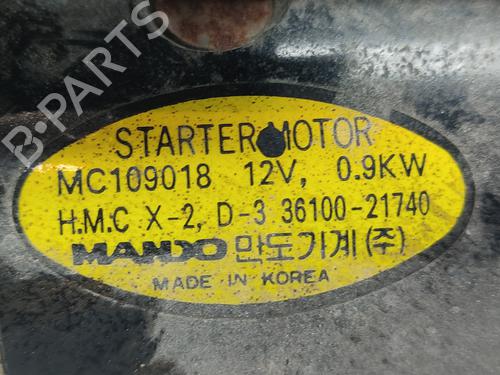 B·PARTS
STARTER MOTOR
MC109018 12V, 0.9KW
H.M.C X-2, D-3 36100-21740
MANDO 만도기계(주)
MADE IN KOREA